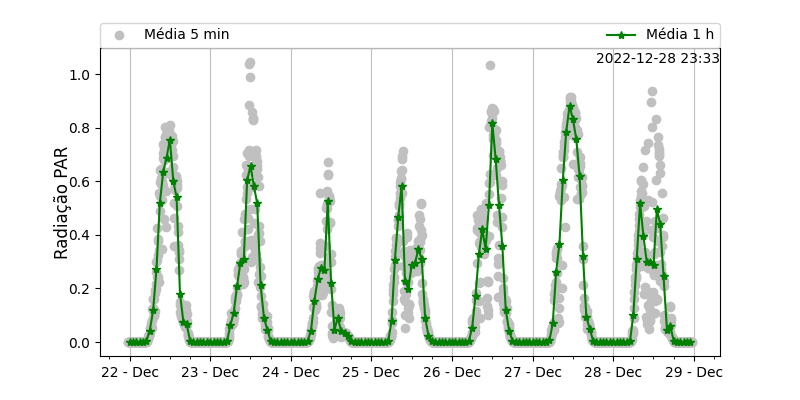 Média 5 min
Média 1 h
2022-12-28 23:33
Radiação PAR
1.0
0.8
0.6
0.4
0.2
0.0
22 - Dec
23 - Dec
24 - Dec
25 - Dec
26 - Dec
27 - Dec
28 - Dec
29 - Dec